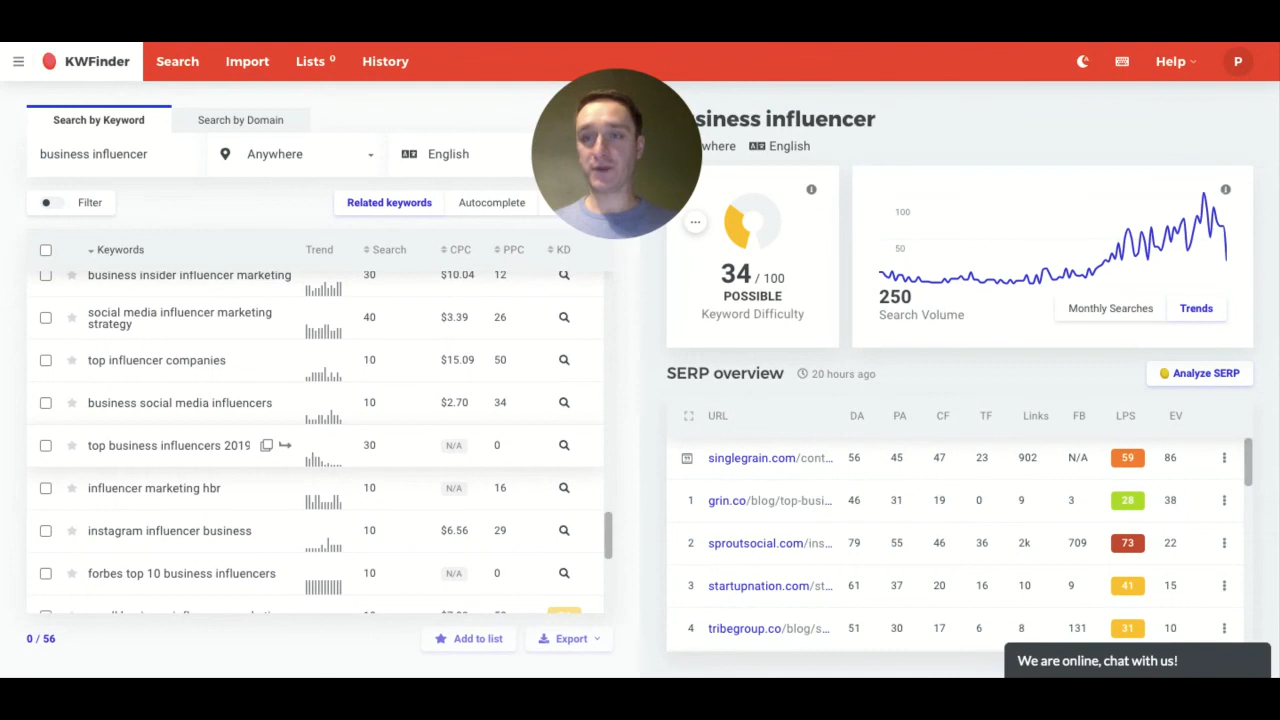 KWFinder Search Import Lists 0 History Help P
Search by Keyword Search by Domain
business influencer Anywhere English
Filter Related keywords Autocomplete
Keywords Trend Search CPC PPC KD
business insider influencer marketing 30 $10.04 12
social media influencer marketing
strategy 40 $3.39 26
top influencer companies 10 $15.09 50
business social media influencers 10 $2.70 34
top business influencers 2019 30 N/A 0
influencer marketing hbr 10 N/A 16
instagram influencer business 10 $6.56 29
forbes top 10 business influencers 10 N/A 0
0 / 56 Add to list Export
siness influencer
where English
34 / 100
POSSIBLE
Keyword Difficulty
100
50
250
Search Volume
Monthly Searches Trends
SERP overview 20 hours ago Analyze SERP
URL DA PA CF TF Links FB LPS EV
singlegrain.com/cont... 56 45 47 23 902 N/A 59 86
1 grin.co/blog/top-busi... 46 31 19 0 9 3 28 38
2 sproutsocial.com/ins... 79 55 46 36 2k 709 73 22
3 startupnation.com/st... 61 37 20 16 10 9 41 15
4 tribegroup.co/blog/s... 51 30 17 6 8 131 31 10
We are online, chat with us!